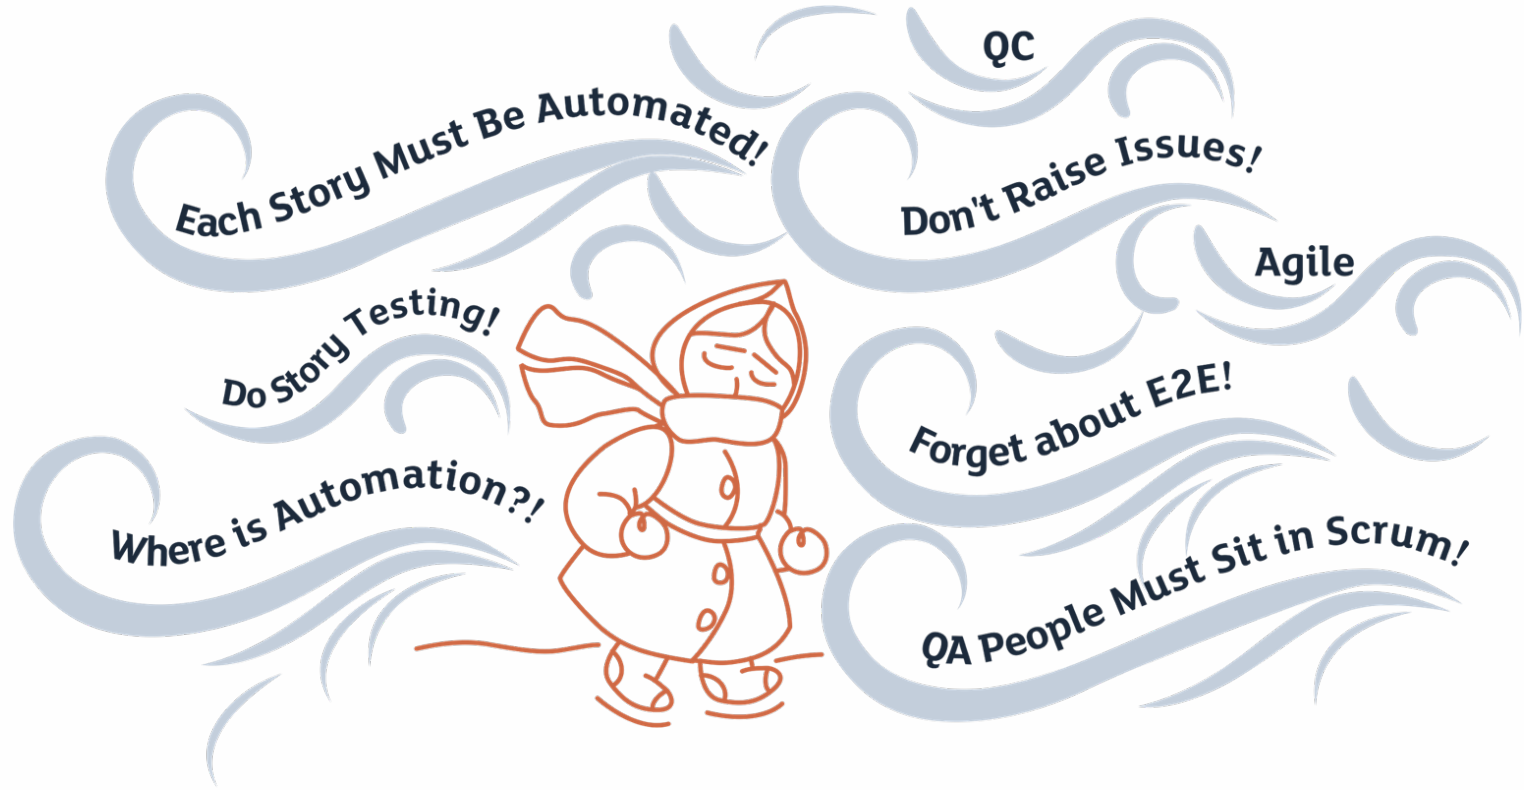 QC
Each Story Must Be Automated!
Don't Raise Issues!
Agile
Do Story Testing!
Forget about E2E!
Where is Automation?!
QA People Must Sit in Scrum!